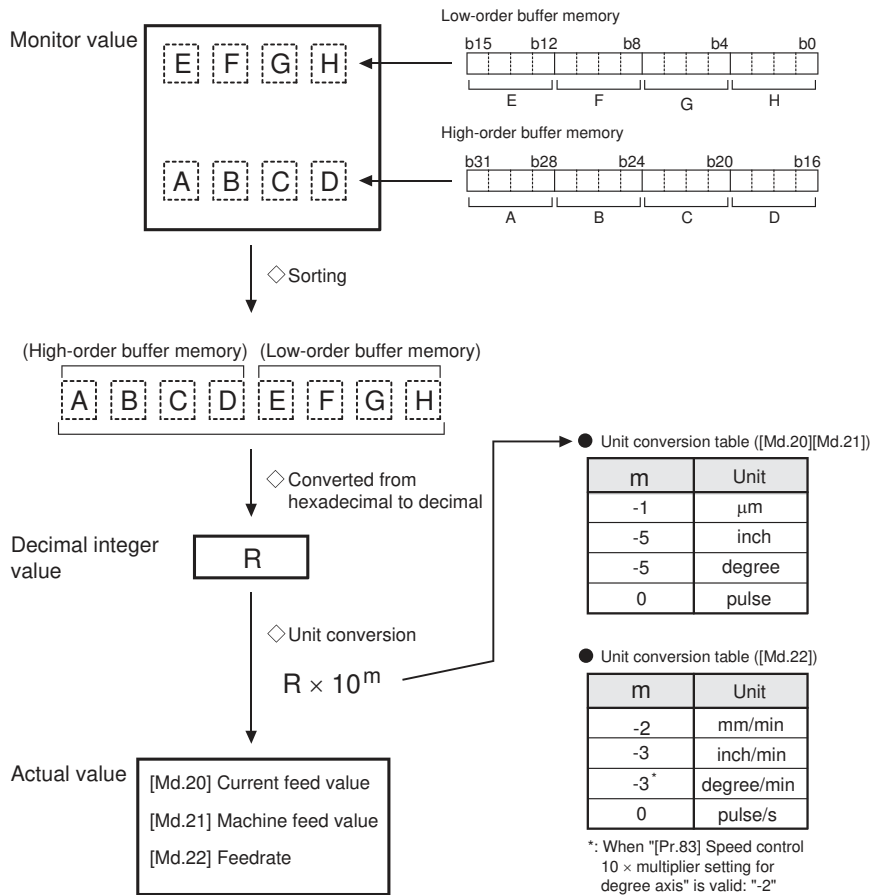 Low-order buffer memory
Monitor value
b15 b12 b8 b4 b0
E F G H
E F G H
High-order buffer memory
b31 b28 b24 b20 b16
A B C D
A B C D
◇ Sorting
(High-order buffer memory) (Low-order buffer memory)
A B C D E F G H
◇ Converted from
hexadecimal to decimal
Decimal integer
value
R
◇ Unit conversion
R × 10^m
● Unit conversion table ([Md.20][Md.21])
m Unit
-1 μm
-5 inch
-5 degree
0 pulse
● Unit conversion table ([Md.22])
m Unit
-2 mm/min
-3 inch/min
-3* degree/min
0 pulse/s
*: When "[Pr.83] Speed control
10 × multiplier setting for
degree axis" is valid: "-2"
Actual value
[Md.20] Current feed value
[Md.21] Machine feed value
[Md.22] Feedrate